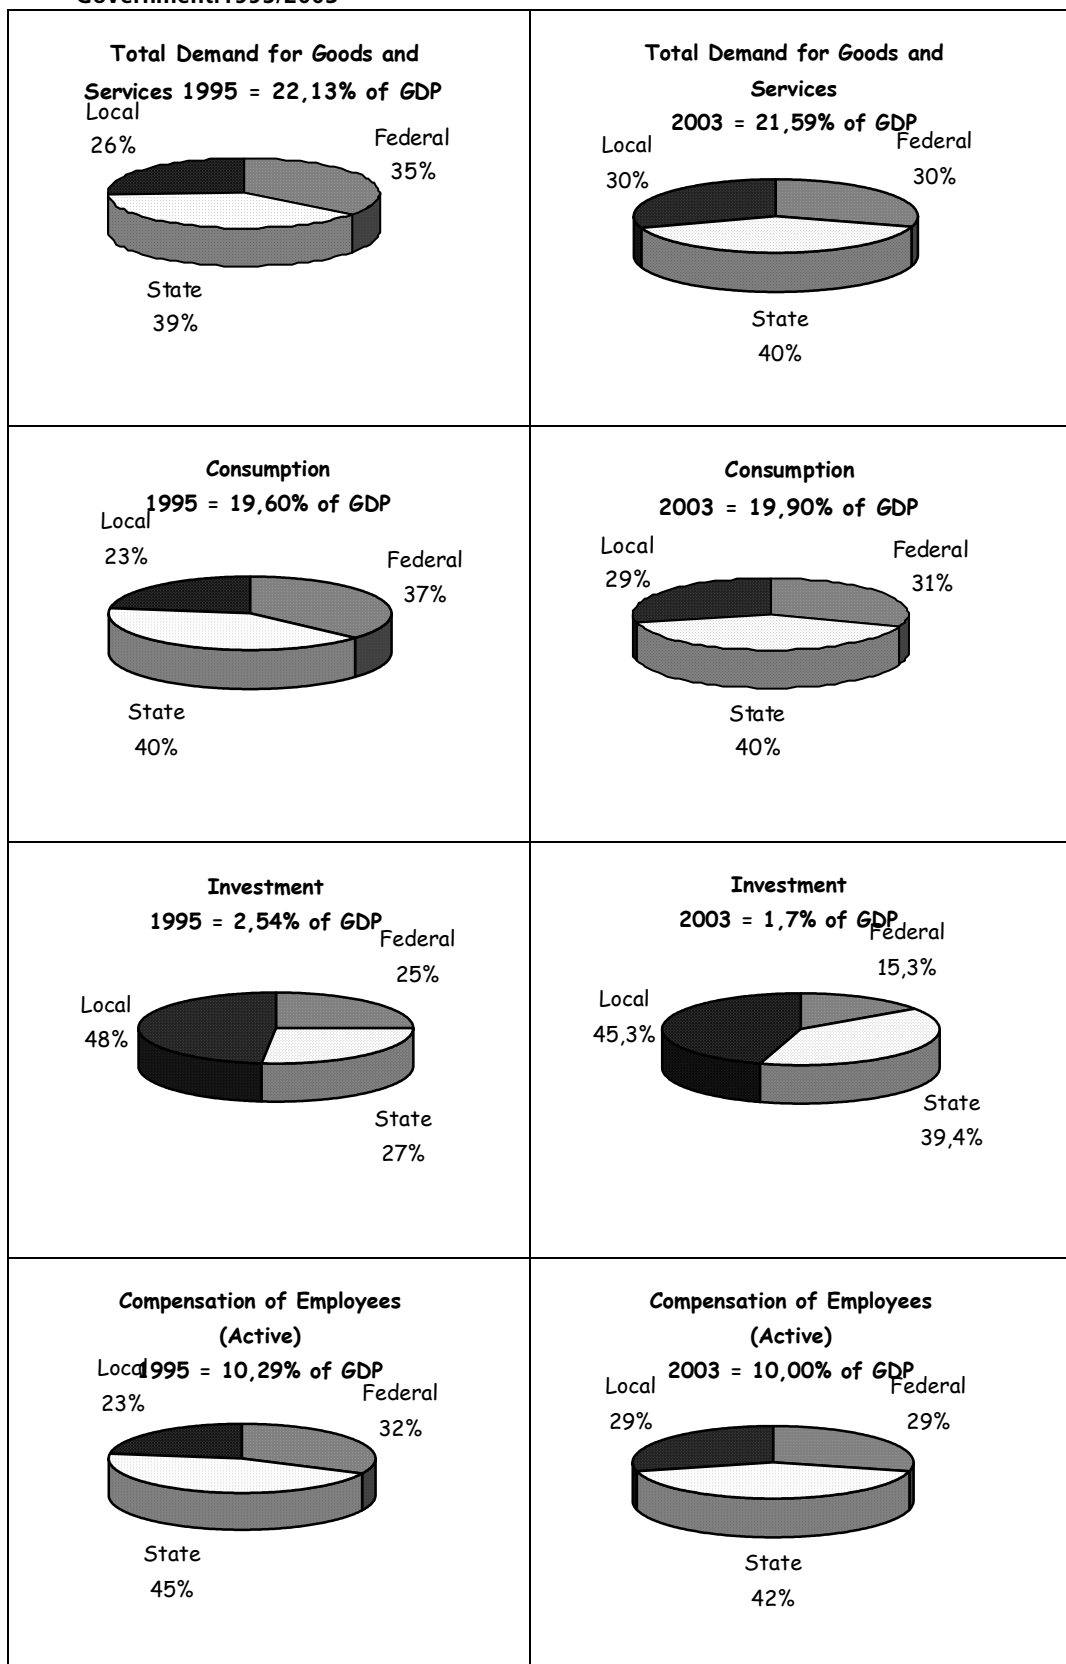 Government:1995/2003
Total Demand for Goods and
Services 1995 = 22,13% of GDP
Local
26%
Federal
35%
State
39%
Total Demand for Goods and
Services
2003 = 21,59% of GDP
Local
30%
Federal
30%
State
40%
Consumption
1995 = 19,60% of GDP
Local
23%
Federal
37%
State
40%
Consumption
2003 = 19,90% of GDP
Local
29%
Federal
31%
State
40%
Investment
1995 = 2,54% of GDP
Federal
25%
Local
48%
State
27%
Investment
2003 = 1,7% of GDP
Federal
15,3%
Local
45,3%
State
39,4%
Compensation of Employees
(Active)
1995 = 10,29% of GDP
Local
23%
Federal
32%
State
45%
Compensation of Employees
(Active)
2003 = 10,00% of GDP
Local
29%
Federal
29%
State
42%